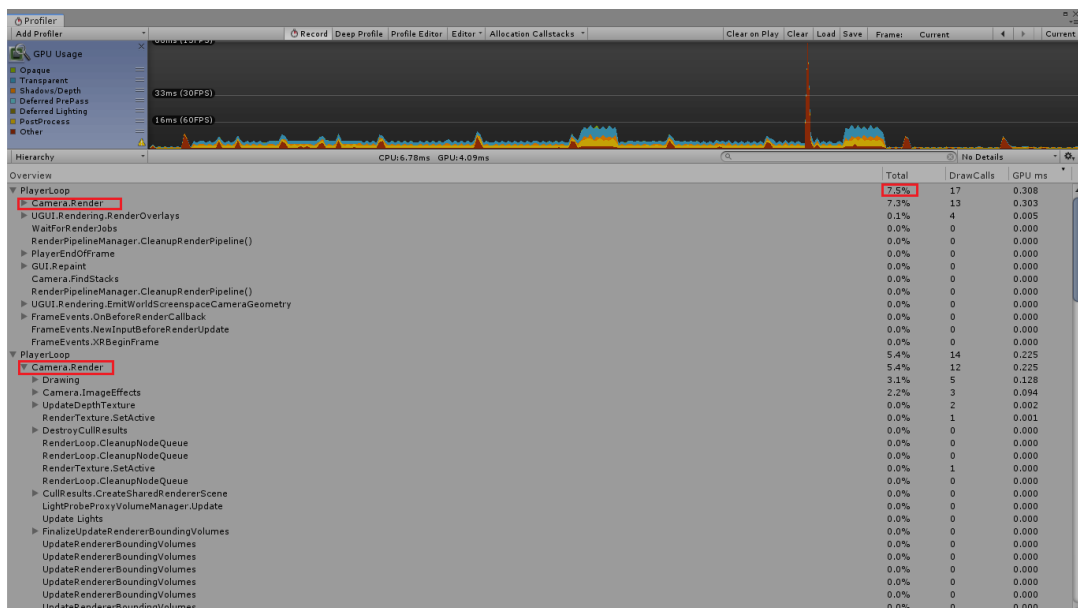 Profiler
Add Profiler Record Deep Profile Profile Editor Editor Allocation Callstacks Clear on Play Clear Load Save Frame: Current Current
GPU Usage
Opaque
Transparent
Shadows/Depth
Deferred PrePass
Deferred Lighting
PostProcess
Other
33ms (30FPS)
16ms (60FPS)
Hierarchy CPU:6.78ms GPU:4.09ms No Details
Overview Total DrawCalls GPU ms
PlayerLoop 7.5% 17 0.308
Camera.Render 7.3% 13 0.303
UGUI.Rendering.RenderOverlays 0.1% 4 0.005
WaitForRenderJobs 0.0% 0 0.000
RenderPipelineManager.CleanupRenderPipeline() 0.0% 0 0.000
PlayerEndOfFrame 0.0% 0 0.000
GUI.Repaint 0.0% 0 0.000
Camera.FindStacks 0.0% 0 0.000
RenderPipelineManager.CleanupRenderPipeline() 0.0% 0 0.000
UGUI.Rendering.EmitWorldScreenspaceCameraGeometry 0.0% 0 0.000
FrameEvents.OnBeforeRenderCallback 0.0% 0 0.000
FrameEvents.NewInputBeforeRenderUpdate 0.0% 0 0.000
FrameEvents.XRBeginFrame 0.0% 0 0.000
PlayerLoop 5.4% 14 0.225
Camera.Render 5.4% 12 0.225
Drawing 3.1% 5 0.128
Camera.ImageEffects 2.2% 3 0.094
UpdateDepthTexture 0.0% 2 0.002
RenderTexture.SetActive 0.0% 1 0.001
DestroyCullResults 0.0% 0 0.000
RenderLoop.CleanupNodeQueue 0.0% 0 0.000
RenderLoop.CleanupNodeQueue 0.0% 0 0.000
RenderTexture.SetActive 0.0% 1 0.000
RenderLoop.CleanupNodeQueue 0.0% 0 0.000
CullResults.CreateSharedRendererScene 0.0% 0 0.000
LightProbeProxyVolumeManager.Update 0.0% 0 0.000
Update Lights 0.0% 0 0.000
FinalizeUpdateRendererBoundingVolumes 0.0% 0 0.000
UpdateRendererBoundingVolumes 0.0% 0 0.000
UpdateRendererBoundingVolumes 0.0% 0 0.000
UpdateRendererBoundingVolumes 0.0% 0 0.000
UpdateRendererBoundingVolumes 0.0% 0 0.000
UpdateRendererBoundingVolumes 0.0% 0 0.000
UpdateRendererBoundingVolumes 0.0% 0 0.000